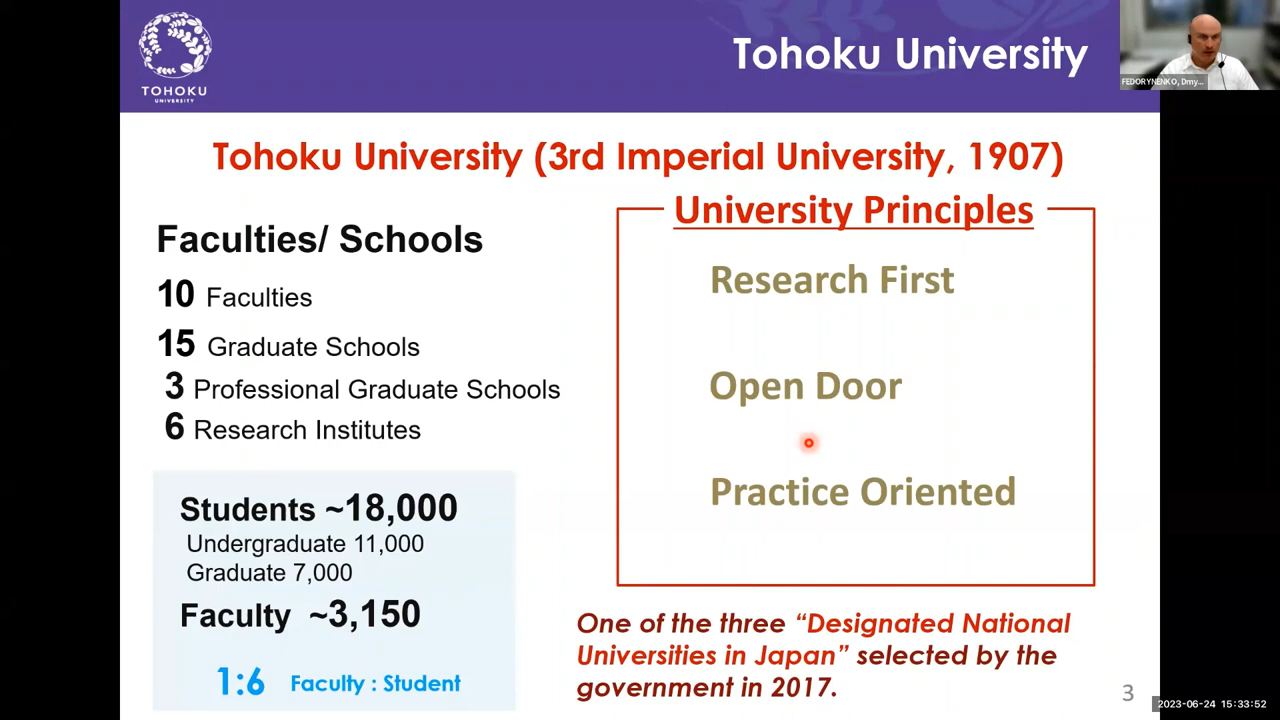 TOHOKU
UNIVERSITY
Tohoku University
FEDORYNENKO, Dmy...
Tohoku University (3rd Imperial University, 1907)
Faculties/ Schools
10 Faculties
15 Graduate Schools
3 Professional Graduate Schools
6 Research Institutes
Students ~18,000
Undergraduate 11,000
Graduate 7,000
Faculty ~3,150
1:6 Faculty : Student
University Principles
Research First
Open Door
Practice Oriented
One of the three “Designated National
Universities in Japan” selected by the
government in 2017.
3
2023-06-24 15:33:52